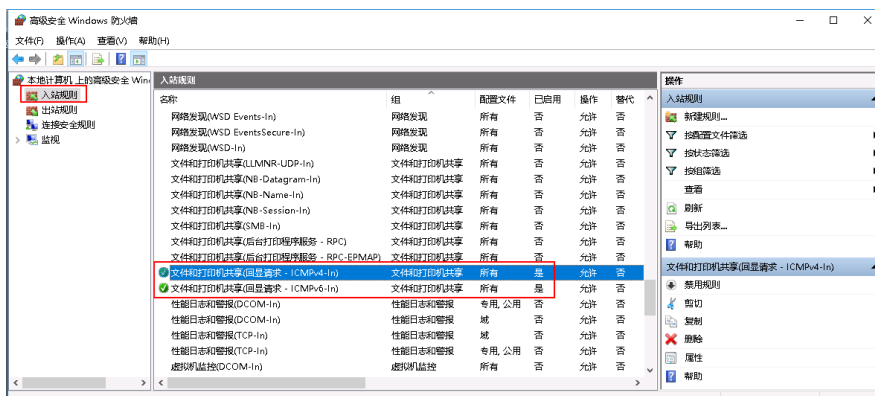 高级安全 Windows 防火墙
文件(F) 操作(A) 查看(V) 帮助(H)
本地计算机 上的高级安全 Win
入站规则
出站规则
连接安全规则
监视
入站规则
名称 组 配置文件 已启用 操作 替代
网络发现(WSD Events-In) 网络发现 所有 否 允许 否
网络发现(WSD EventsSecure-In) 网络发现 所有 否 允许 否
网络发现(WSD-In) 网络发现 所有 否 允许 否
文件和打印机共享(LLMNR-UDP-In) 文件和打印机共享 所有 否 允许 否
文件和打印机共享(NB-Datagram-In) 文件和打印机共享 所有 否 允许 否
文件和打印机共享(NB-Name-In) 文件和打印机共享 所有 否 允许 否
文件和打印机共享(NB-Session-In) 文件和打印机共享 所有 否 允许 否
文件和打印机共享(SMB-In) 文件和打印机共享 所有 否 允许 否
文件和打印机共享(后台打印程序服务 - RPC) 文件和打印机共享 所有 否 允许 否
文件和打印机共享(后台打印程序服务 - RPC-EPMAP) 文件和打印机共享 所有 否 允许 否
文件和打印机共享(回显请求 - ICMPv4-In) 文件和打印机共享 所有 是 允许 否
文件和打印机共享(回显请求 - ICMPv6-In) 文件和打印机共享 所有 是 允许 否
性能日志和警报(DCOM-In) 性能日志和警报 专用, 公用 否 允许 否
性能日志和警报(DCOM-In) 性能日志和警报 域 否 允许 否
性能日志和警报(TCP-In) 性能日志和警报 域 否 允许 否
性能日志和警报(TCP-In) 性能日志和警报 专用, 公用 否 允许 否
虚拟机监控(DCOM-In) 虚拟机监控 所有 否 允许 否
操作
入站规则
新建规则...
按配置文件筛选
按状态筛选
按组筛选
查看
刷新
导出列表...
帮助
文件和打印机共享(回显请求 - ICMPv4-In)
禁用规则
剪切
复制
删除
属性
帮助